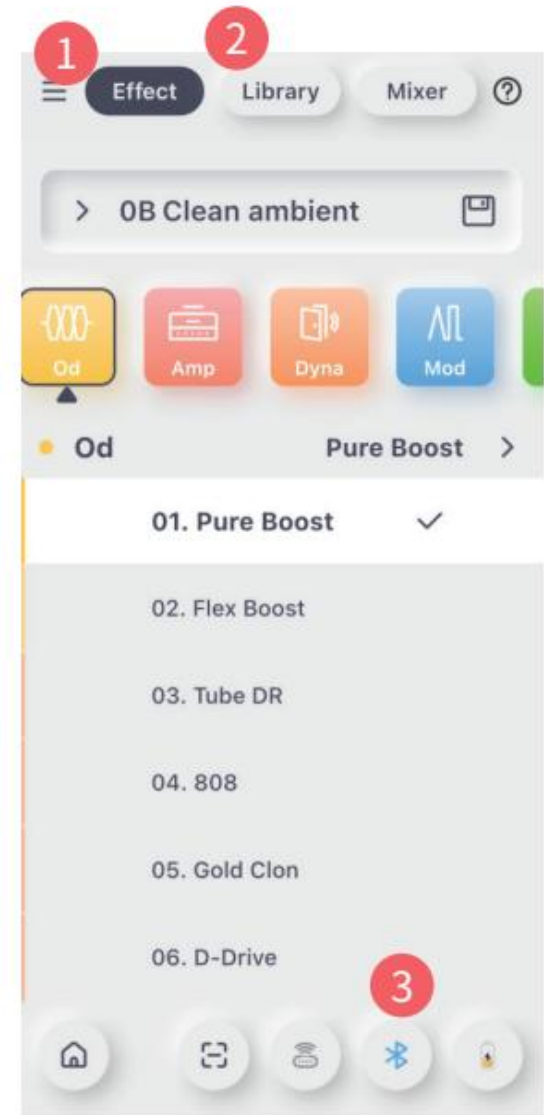 1
2
Effect Library Mixer ?
> 0B Clean ambient
Od Amp Dyna Mod
Od Pure Boost >
01. Pure Boost ✓
02. Flex Boost
03. Tube DR
04. 808
05. Gold Clon
06. D-Drive
3